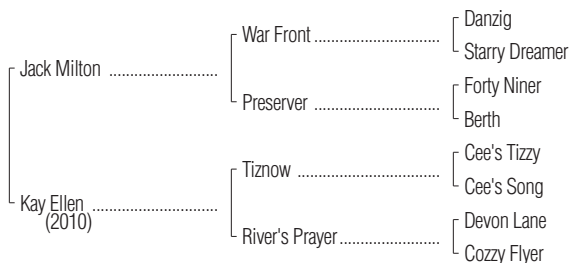 Danzig
War Front ........................
Starry Dreamer
Jack Milton .....................
Forty Niner
Preserver ........................
Berth
Cee's Tizzy
Tiznow ............................
Cee's Song
Kay Ellen ........................
(2010)
Devon Lane
River's Prayer...................
Cozzy Flyer